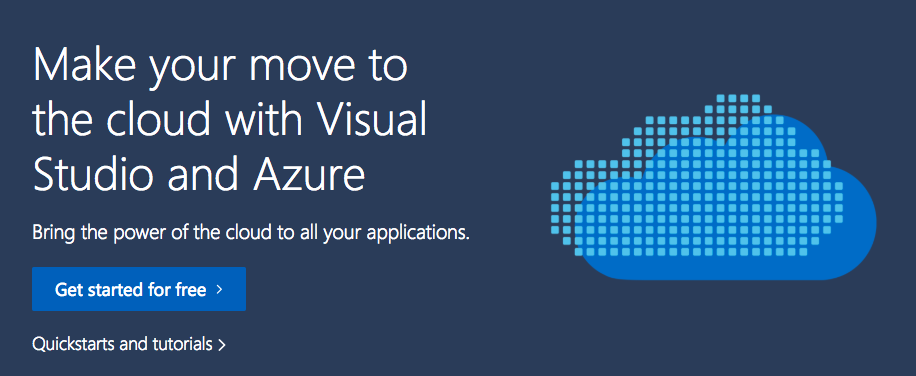 Make your move to
the cloud with Visual
Studio and Azure
Bring the power of the cloud to all your applications.
Get started for free >
Quickstarts and tutorials >